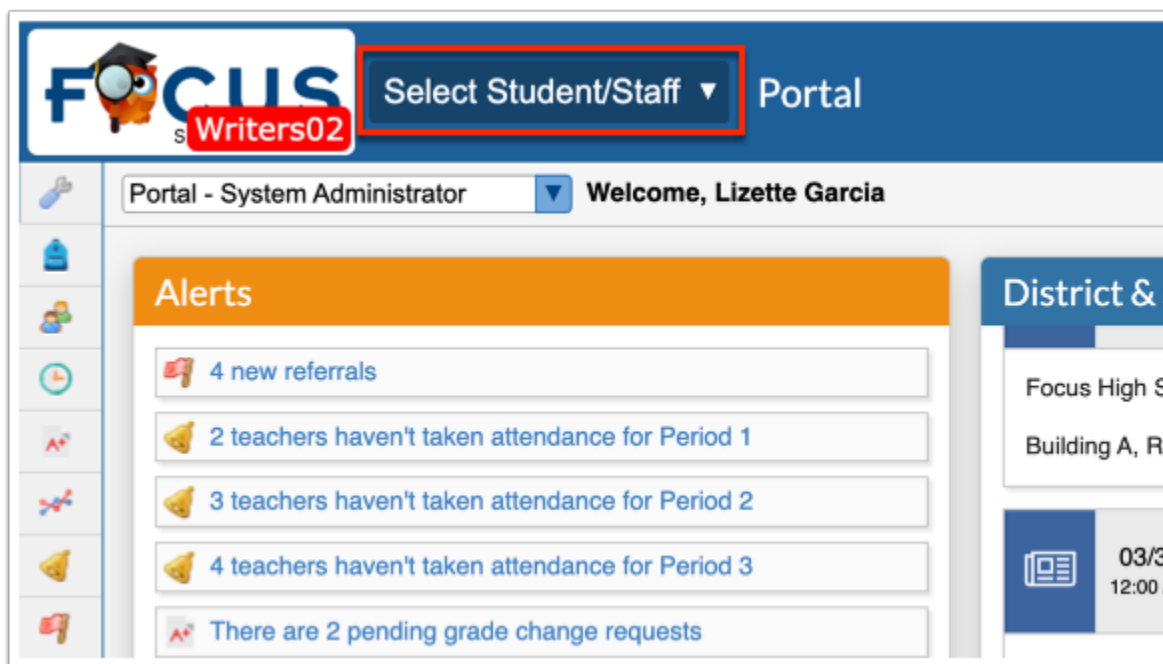 FOCUS
Writers02
Select Student/Staff ▼
Portal
Portal - System Administrator
Welcome, Lizette Garcia
Alerts
4 new referrals
2 teachers haven't taken attendance for Period 1
3 teachers haven't taken attendance for Period 2
4 teachers haven't taken attendance for Period 3
There are 2 pending grade change requests
District &
Focus High S
Building A, R
03/3
12:00